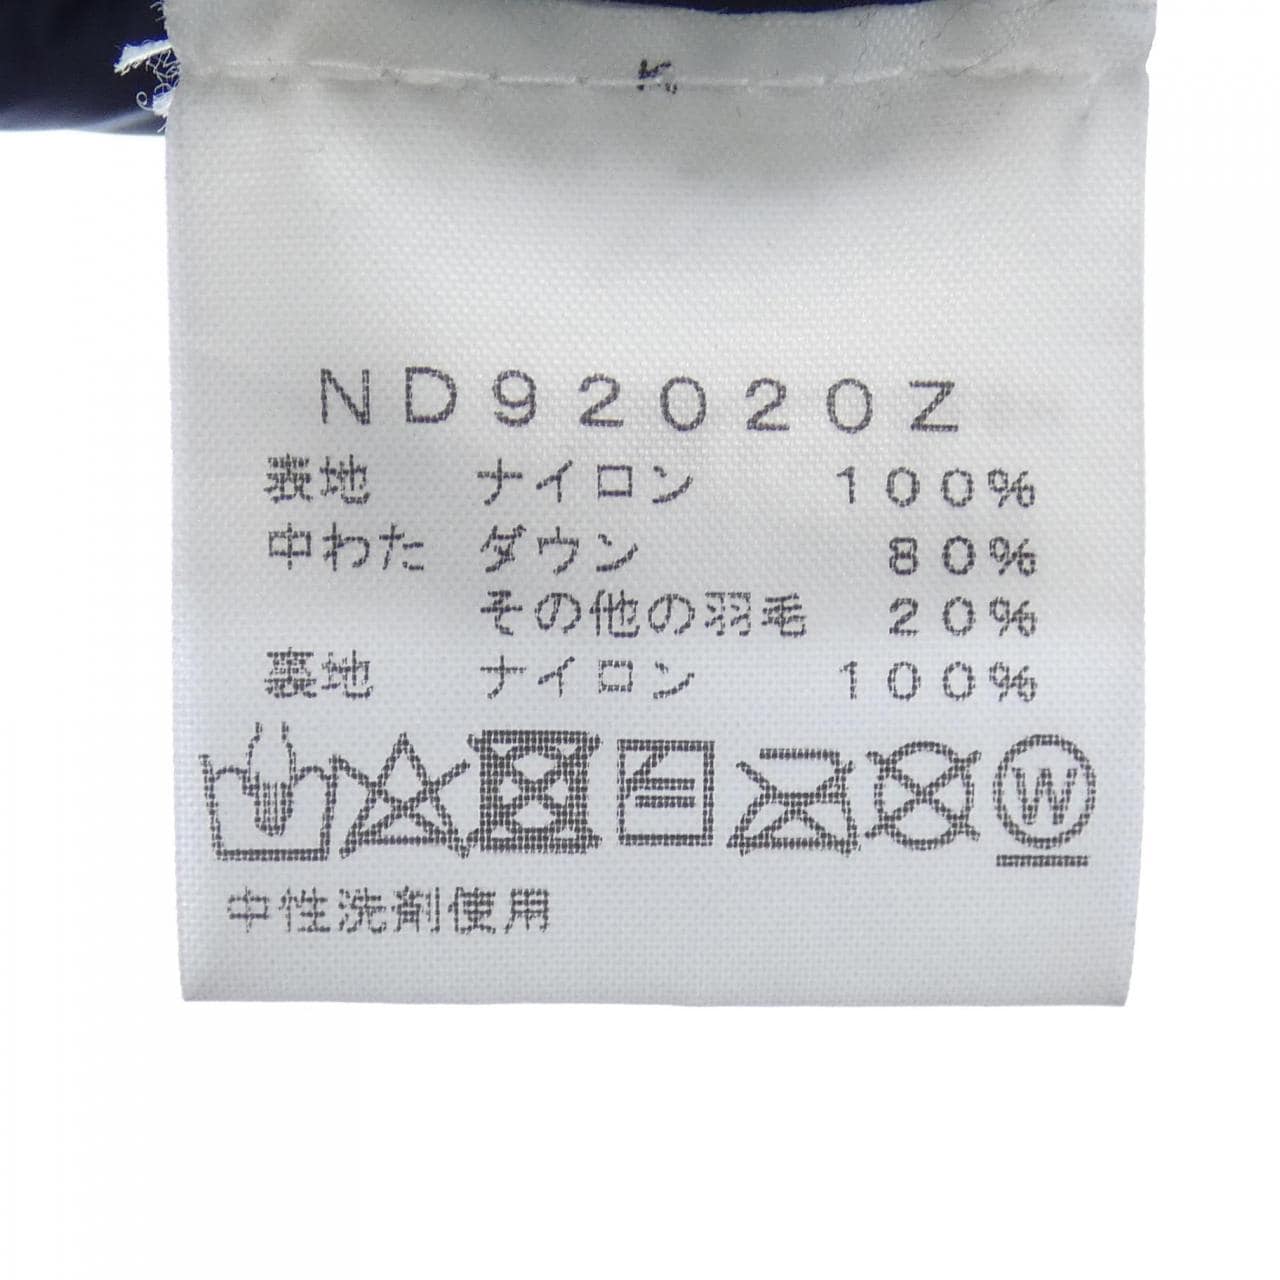 ND92020Z
表地 ナイロン 100%
中わた ダウン 80%
その他の羽毛 20%
裏地 ナイロン 100%
W
中性洗剤使用